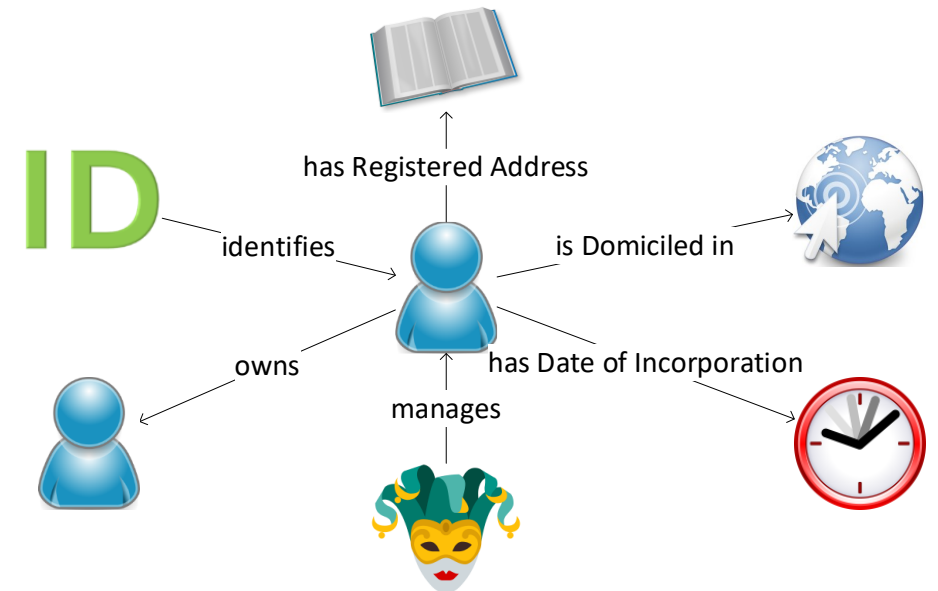 has Registered Address
ID
identifies
is Domiciled in
owns
has Date of Incorporation
manages